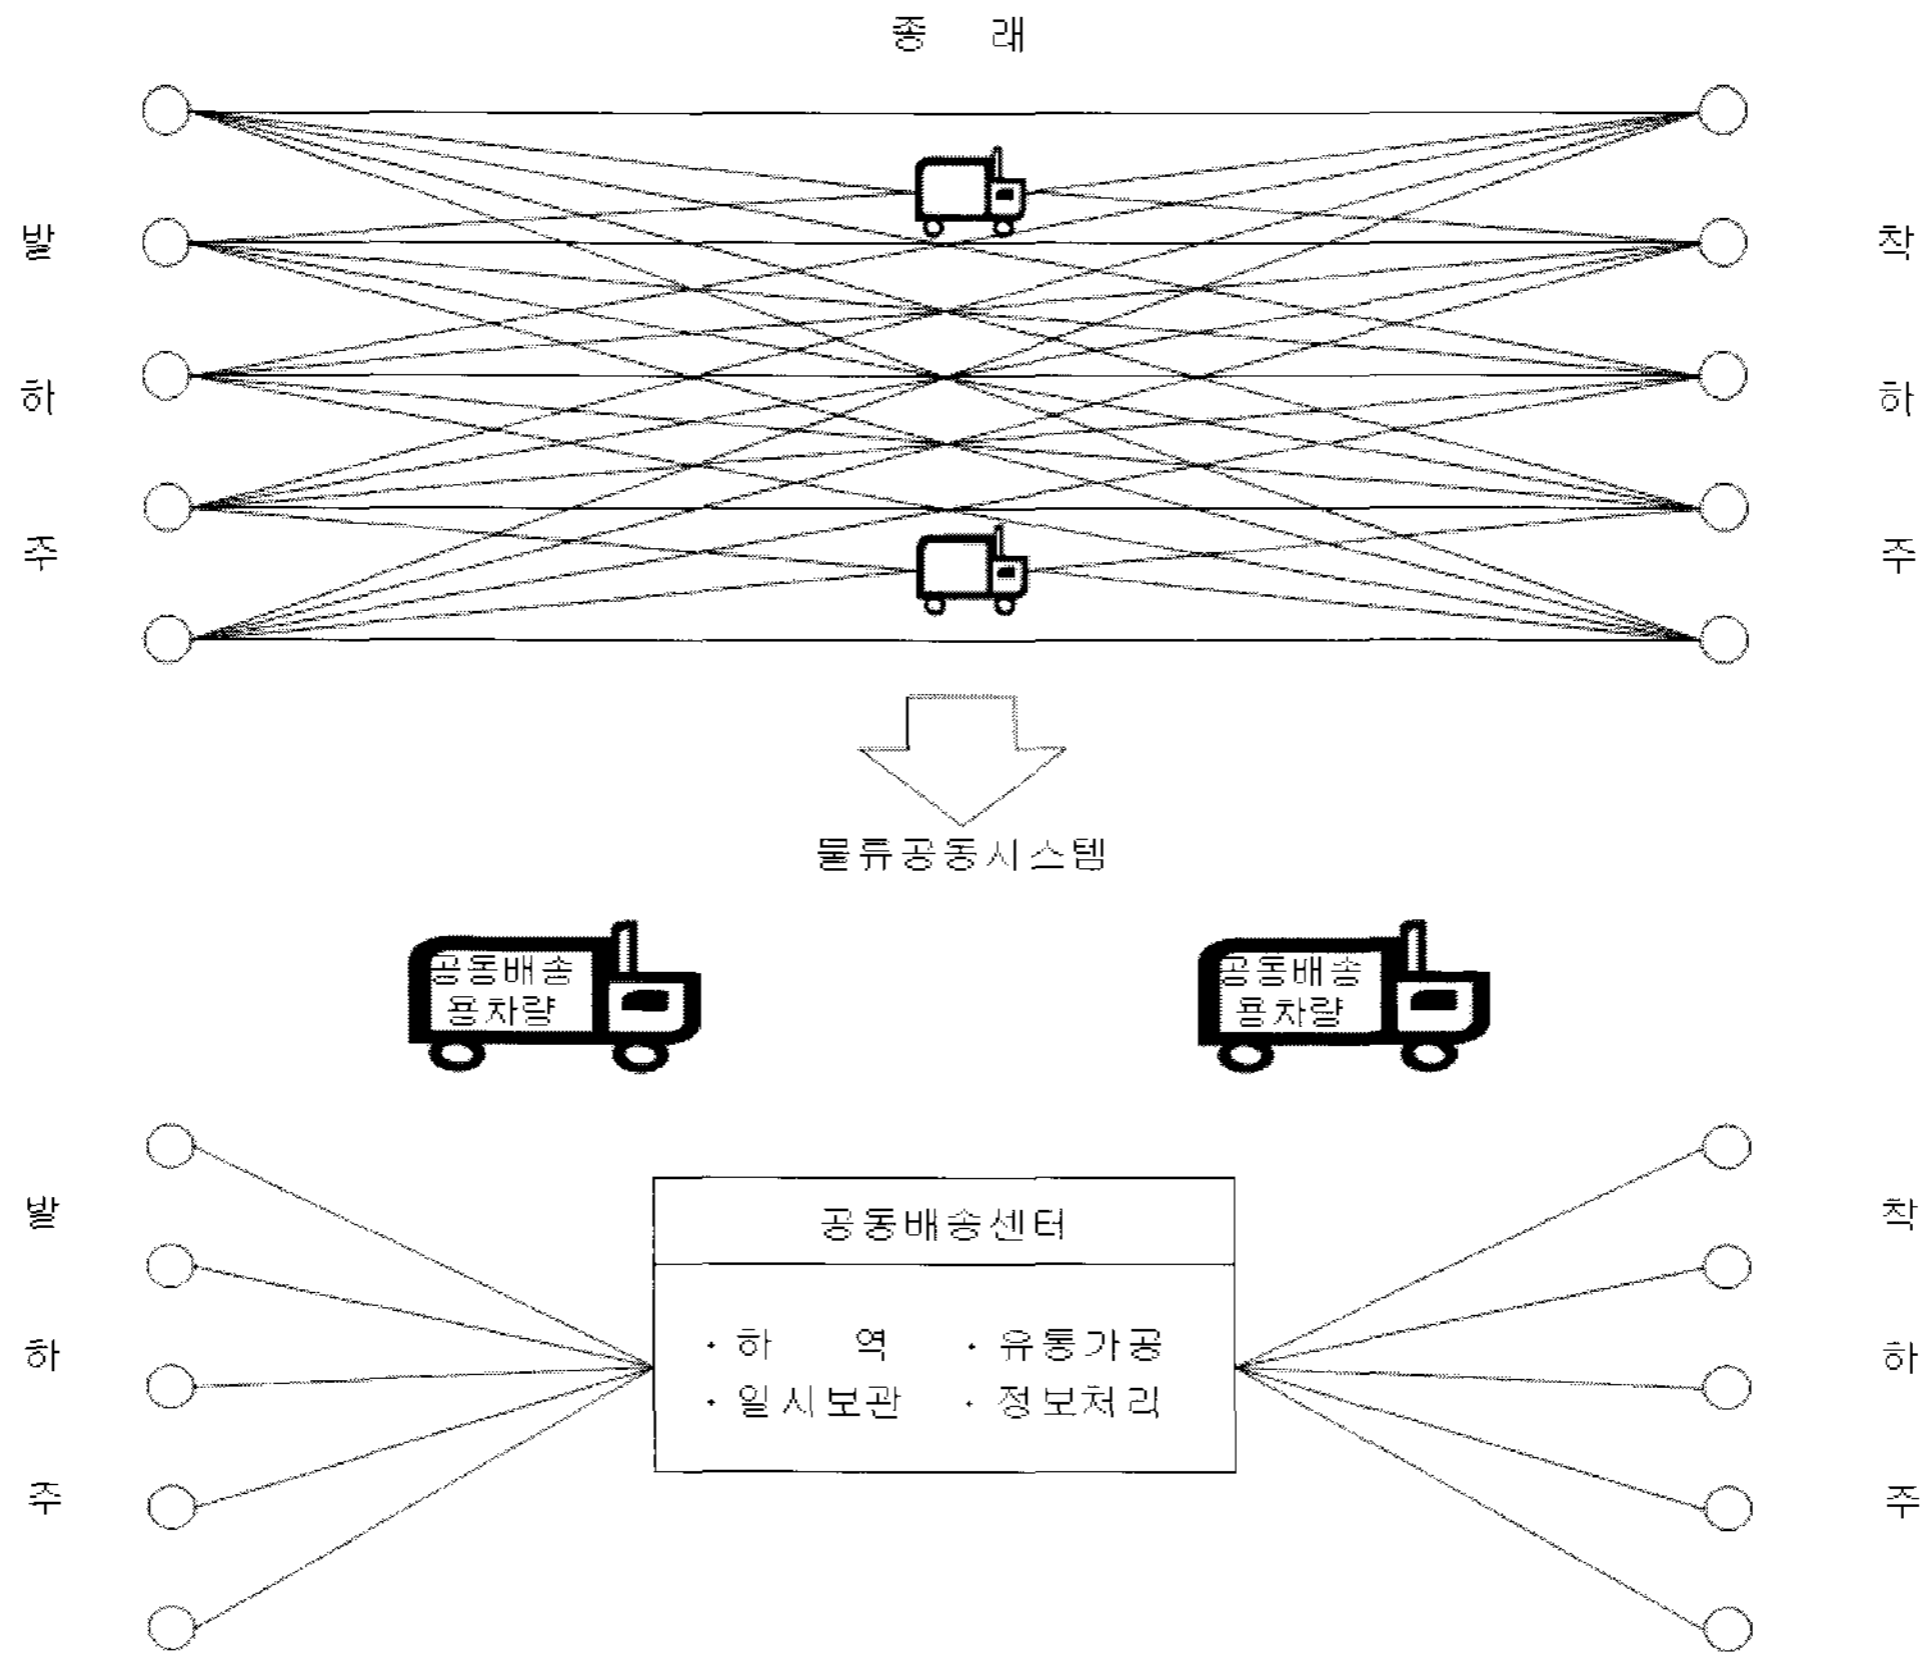 종 래
발 하 주
착 하 주
물류공동시스템
공동배송
용차량
공동배송
용차량
발 하 주
공동배송센터
· 하 역 · 유통가공
· 일시보관 · 정보처리
착 하 주